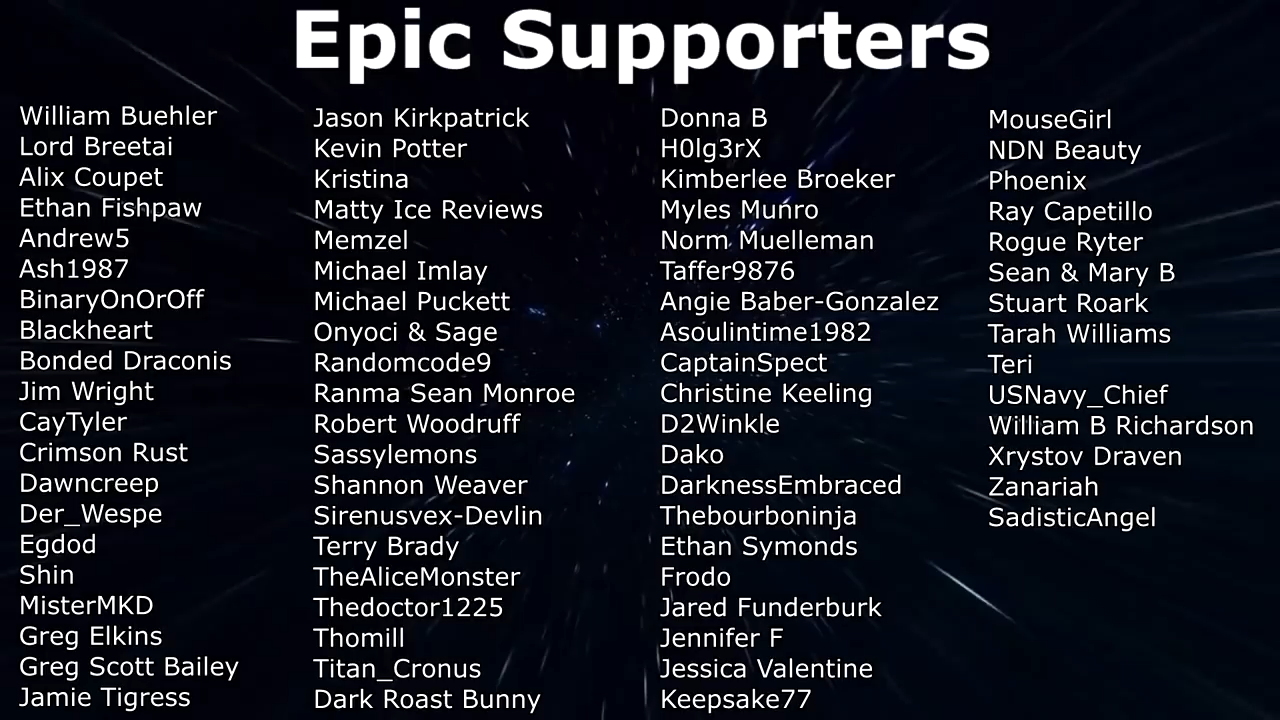 Epic Supporters
William Buehler
Lord Breetai
Alix Coupet
Ethan Fishpaw
Andrew5
Ash1987
BinaryOnOrOff
Blackheart
Bonded Draconis
Jim Wright
CayTyler
Crimson Rust
Dawncreep
Der_Wespe
Egdod
Shin
MisterMKD
Greg Elkins
Greg Scott Bailey
Jamie Tigress
Jason Kirkpatrick
Kevin Potter
Kristina
Matty Ice Reviews
Memzel
Michael Imlay
Michael Puckett
Onyoci & Sage
Randomcode9
Ranma Sean Monroe
Robert Woodruff
Sassylemons
Shannon Weaver
Sirenusvex-Devlin
Terry Brady
TheAliceMonster
Thedoctor1225
Thomill
Titan_Cronus
Dark Roast Bunny
Donna B
H0lg3rX
Kimberlee Broeker
Myles Munro
Norm Muelleman
Taffer9876
Angie Baber-Gonzalez
Asoulintime1982
CaptainSpect
Christine Keeling
D2Winkle
Dako
DarknessEmbraced
Thebourboninja
Ethan Symonds
Frodo
Jared Funderburk
Jennifer F
Jessica Valentine
Keepsake77
MouseGirl
NDN Beauty
Phoenix
Ray Capetillo
Rogue Ryter
Sean & Mary B
Stuart Roark
Tarah Williams
Teri
USNavy_Chief
William B Richardson
Xrystov Draven
Zanariah
SadisticAngel